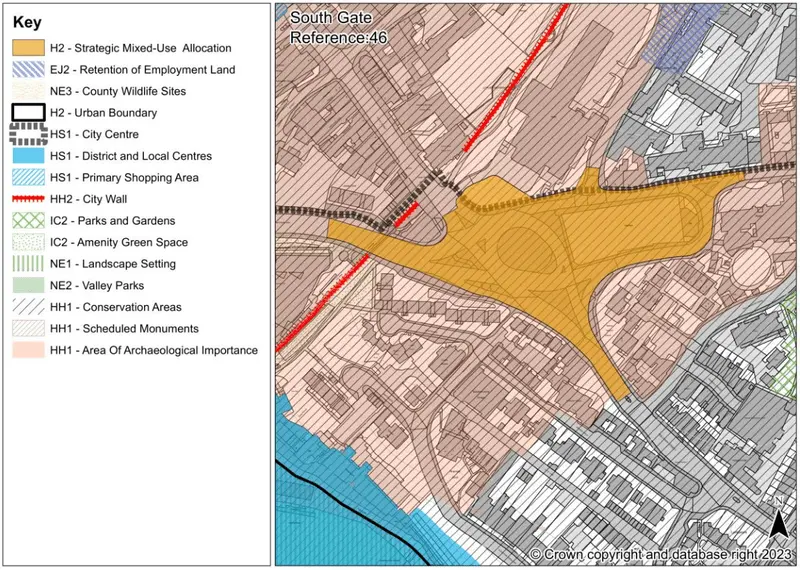 Key
H2 - Strategic Mixed-Use Allocation
EJ2 - Retention of Employment Land
NE3 - County Wildlife Sites
H2 - Urban Boundary
HS1 - City Centre
HS1 - District and Local Centres
HS1 - Primary Shopping Area
HH2 - City Wall
IC2 - Parks and Gardens
IC2 - Amenity Green Space
NE1 - Landscape Setting
NE2 - Valley Parks
HH1 - Conservation Areas
HH1 - Scheduled Monuments
HH1 - Area Of Archaeological Importance
South Gate
Reference:46
N
© Crown copyright and database right 2023